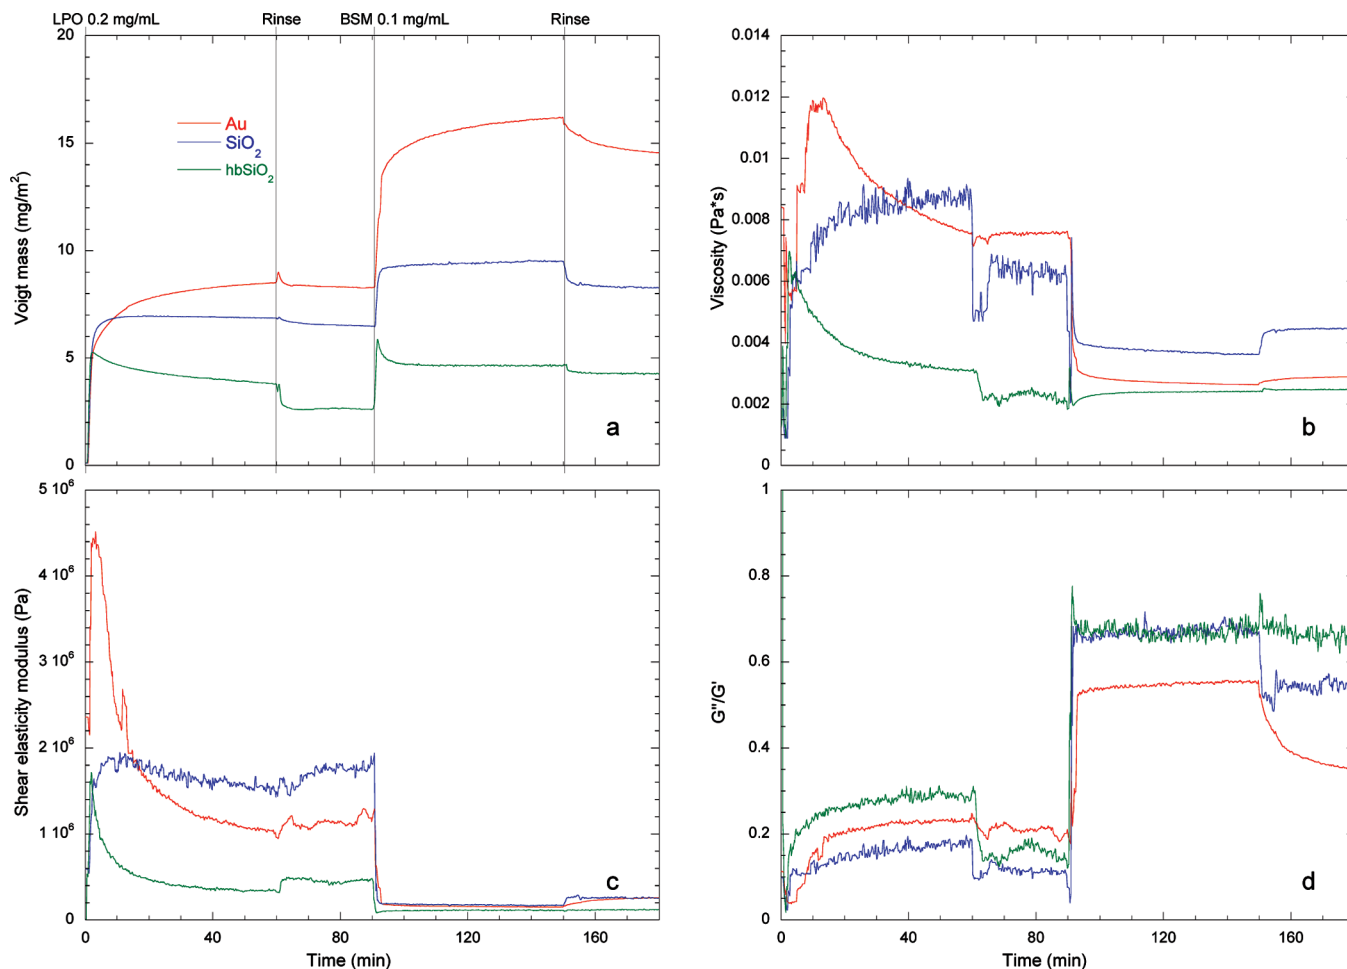 LPO 0.2 mg/mL Rinse BSM 0.1 mg/mL Rinse
20
15
10
5
0
Voigt mass (mg/m²)
Au
SiO₂
hbSiO₂
a
0.014
0.012
0.01
0.008
0.006
0.004
0.002
0
Viscosity (Pa*s)
b
5 10⁶
4 10⁶
3 10⁶
2 10⁶
1 10⁶
0
Shear elasticity modulus (Pa)
c
0 40 80 120 160
Time (min)
1
0.8
0.6
0.4
0.2
0
G"/G'
d
0 40 80 120 160
Time (min)